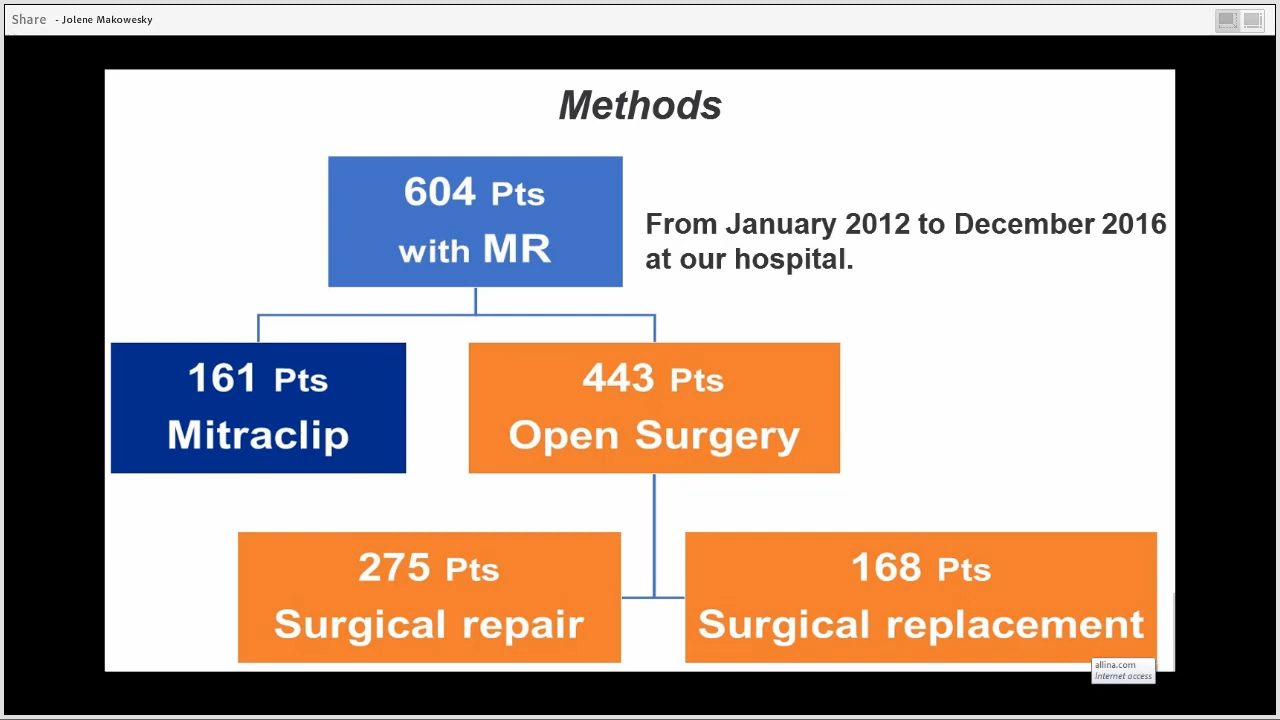 Share - Jolene Makowesky
Methods
604 Pts
with MR
From January 2012 to December 2016
at our hospital.
161 Pts
Mitraclip
443 Pts
Open Surgery
275 Pts
Surgical repair
168 Pts
Surgical replacement
allina.com
Internet access